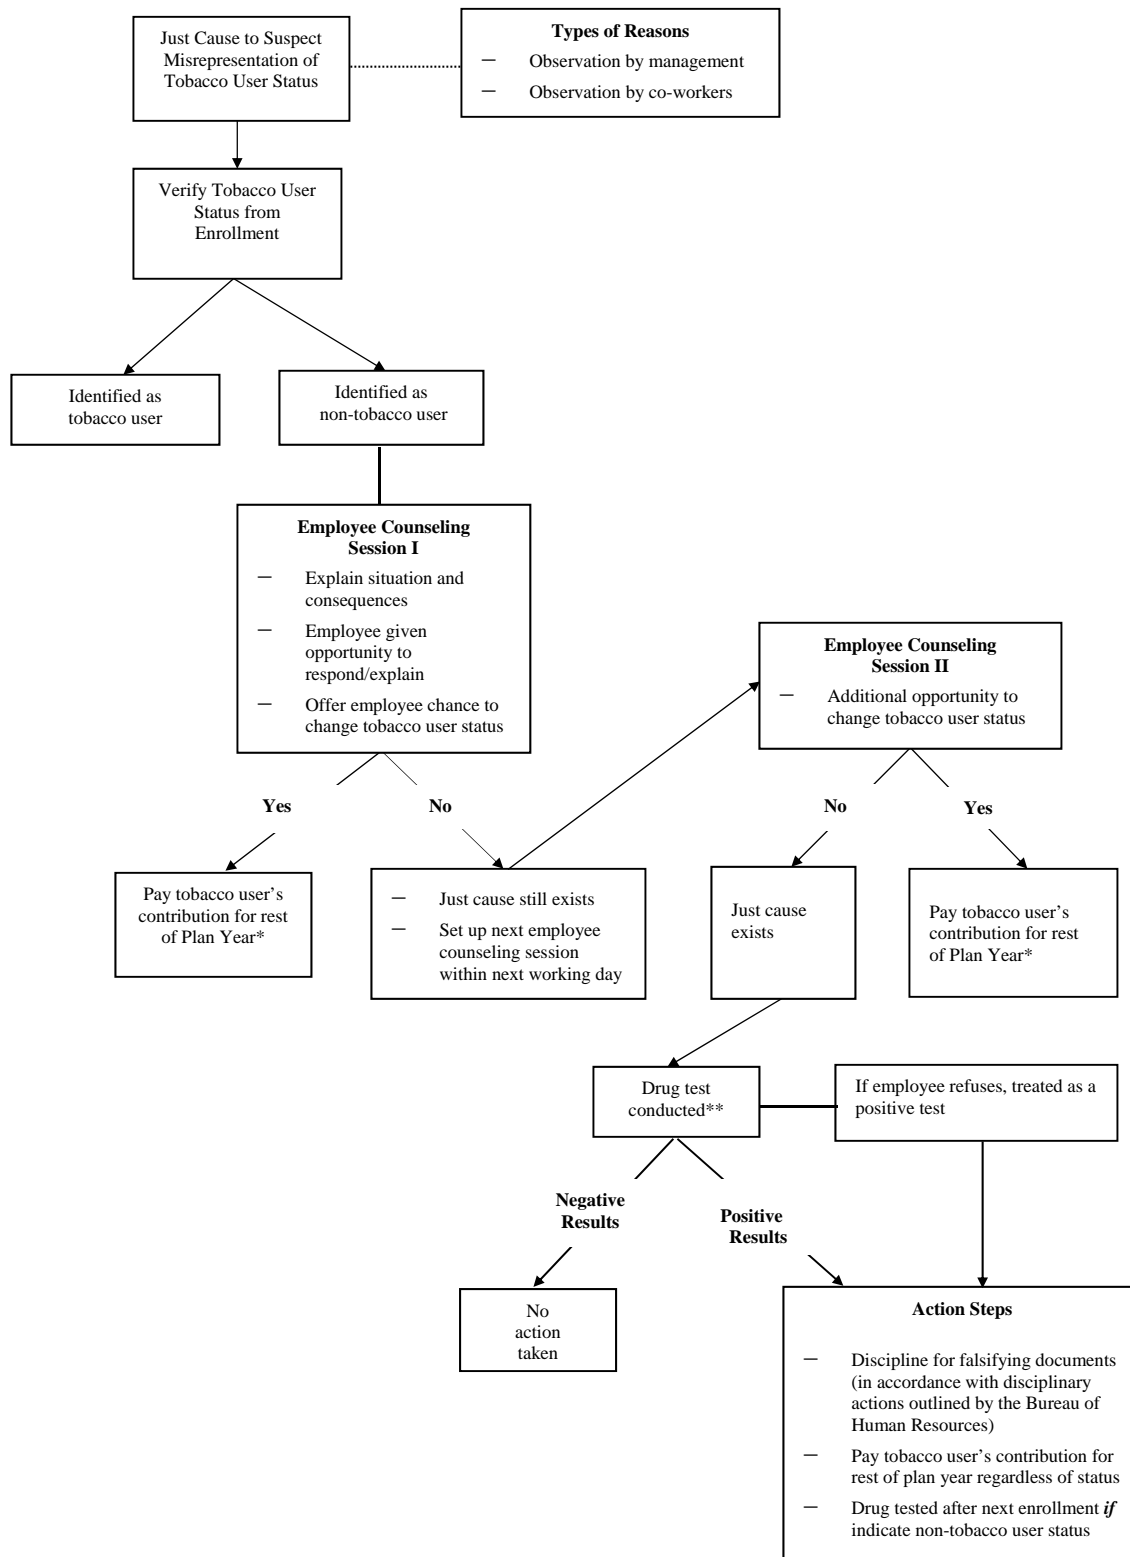 Just Cause to Suspect
Misrepresentation of
Tobacco User Status
Types of Reasons
— Observation by management
— Observation by co-workers
Verify Tobacco User
Status from
Enrollment
Identified as
tobacco user
Identified as
non-tobacco user
Employee Counseling
Session I
— Explain situation and
consequences
— Employee given
opportunity to
respond/explain
— Offer employee chance to
change tobacco user status
Employee Counseling
Session II
— Additional opportunity to
change tobacco user status
Yes
No
No
Yes
Pay tobacco user's
contribution for rest
of Plan Year*
— Just cause still exists
— Set up next employee
counseling session
within next working day
Just cause
exists
Pay tobacco user's
contribution for rest
of Plan Year*
Drug test
conducted**
If employee refuses, treated as a
positive test
Negative
Results
Positive
Results
No
action
taken
Action Steps
— Discipline for falsifying documents
(in accordance with disciplinary
actions outlined by the Bureau of
Human Resources)
— Pay tobacco user's contribution for
rest of plan year regardless of status
— Drug tested after next enrollment if
indicate non-tobacco user status